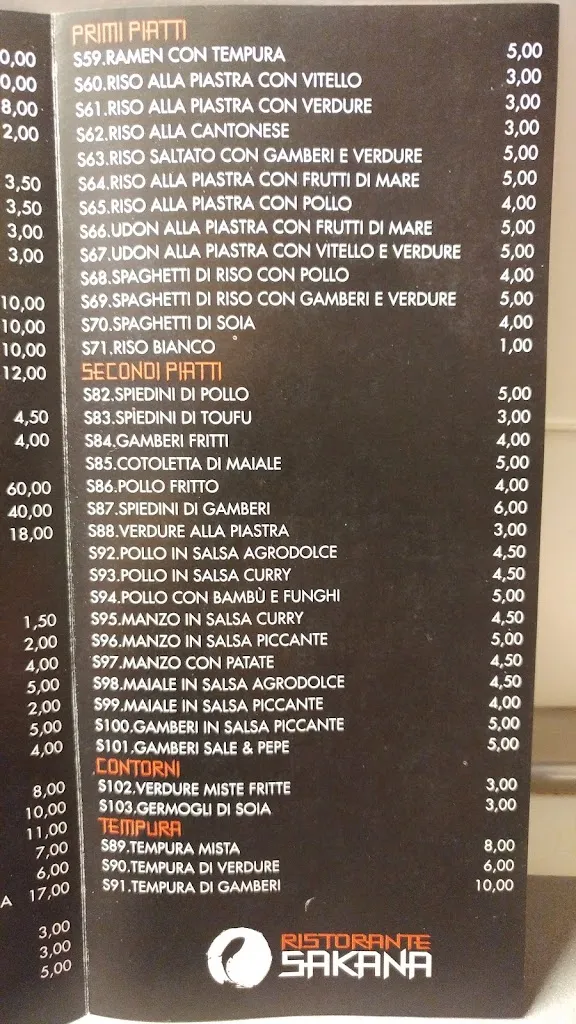 0,00
0,00
8,00
2,00
3,50
3,50
3,00
3,00
10,00
10,00
10,00
12,00
4,50
4,00
60,00
40,00
18,00
1,50
2,00
4,00
5,00
2,00
5,00
4,00
8,00
10,00
11,00
7,00
6,00
A 17,00
3,00
3,00
5,00
PRIMI PIATTI
S59.RAMEN CON TEMPURA 5,00
S60.RISO ALLA PIASTRA CON VITELLO 3,00
S61.RISO ALLA PIASTRA CON VERDURE 3,00
S62.RISO ALLA CANTONESE 3,00
S63.RISO SALTATO CON GAMBERI E VERDURE 5,00
S64.RISO ALLA PIASTRA CON FRUTTI DI MARE 5,00
S65.RISO ALLA PIASTRA CON POLLO 4,00
S66.UDON ALLA PIASTRA CON FRUTTI DI MARE 5,00
S67.UDON ALLA PIASTRA CON VITELLO E VERDURE 5,00
S68.SPAGHETTI DI RISO CON POLLO 4,00
S69.SPAGHETTI DI RISO CON GAMBERI E VERDURE 5,00
S70.SPAGHETTI DI SOIA 4,00
S71.RISO BIANCO 1,00
SECONDI PIATTI
S82.SPIEDINI DI POLLO 5,00
S83.SPIEDINI DI TOUFU 3,00
S84.GAMBERI FRITTI 4,00
S85.COTOLETTA DI MAIALE 5,00
S86.POLLO FRITTO 4,00
S87.SPIEDINI DI GAMBERI 6,00
S88.VERDURE ALLA PIASTRA 3,00
S92.POLLO IN SALSA AGRODOLCE 4,50
S93.POLLO IN SALSA CURRY 4,50
S94.POLLO CON BAMBÙ E FUNGHI 5,00
S95.MANZO IN SALSA CURRY 4,50
S96.MANZO IN SALSA PICCANTE 5,00
S97.MANZO CON PATATE 4,50
S98.MAIALE IN SALSA AGRODOLCE 4,50
S99.MAIALE IN SALSA PICCANTE 4,00
S100.GAMBERI IN SALSA PICCANTE 5,00
S101.GAMBERI SALE & PEPE 5,00
CONTORNI
S102.VERDURE MISTE FRITTE 3,00
S103.GERMOGLI DI SOIA 3,00
TEMPURA
S89.TEMPURA MISTA 8,00
S90.TEMPURA DI VERDURE 6,00
S91.TEMPURA DI GAMBERI 10,00
RISTORANTE
SAKANA